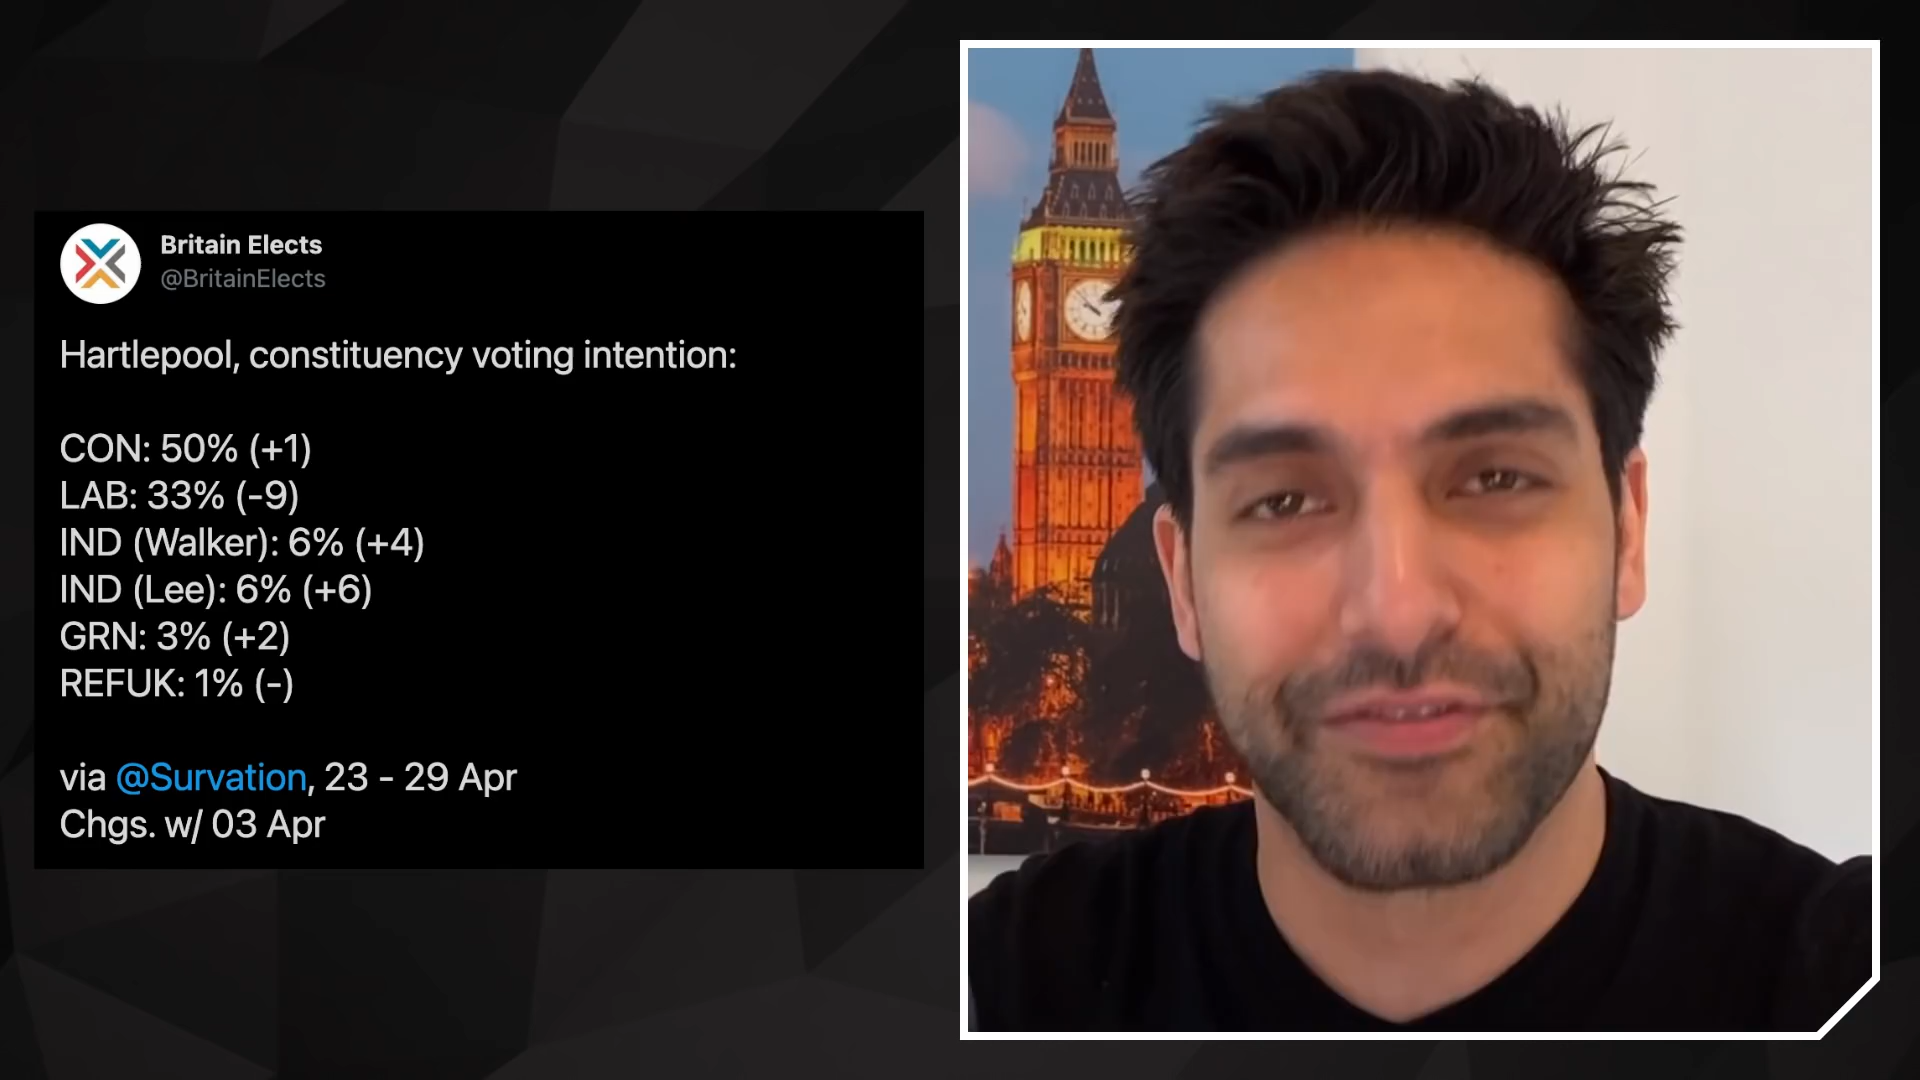 Britain Elects
@BritainElects
Hartlepool, constituency voting intention:
CON: 50% (+1)
LAB: 33% (-9)
IND (Walker): 6% (+4)
IND (Lee): 6% (+6)
GRN: 3% (+2)
REFUK: 1% (-)
via @Survation, 23 - 29 Apr
Chgs. w/ 03 Apr